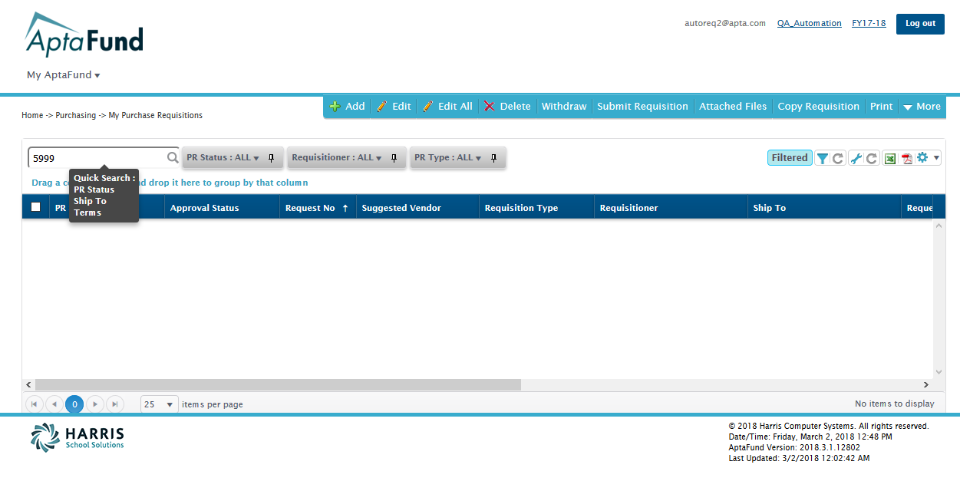 AptaFund
autoreq2@apta.com QA_Automation FY17-18 Log out
My AptaFund
Home -> Purchasing -> My Purchase Requisitions
Add Edit Edit All Delete Withdraw Submit Requisition Attached Files Copy Requisition Print More
5999 PR Status : ALL Requisitioner : ALL PR Type : ALL Filtered
Drag a c d drop it here to group by that column
Quick Search :
PR Status
Ship To
Terms
PR Approval Status Request No ↑ Suggested Vendor Requisition Type Requisitioner Ship To Reque
0 25 items per page No items to display
HARRIS
School Solutions
© 2018 Harris Computer Systems. All rights reserved.
Date/Time: Friday, March 2, 2018 12:48 PM
AptaFund Version: 2018.3.1.12802
Last Updated: 3/2/2018 12:02:42 AM